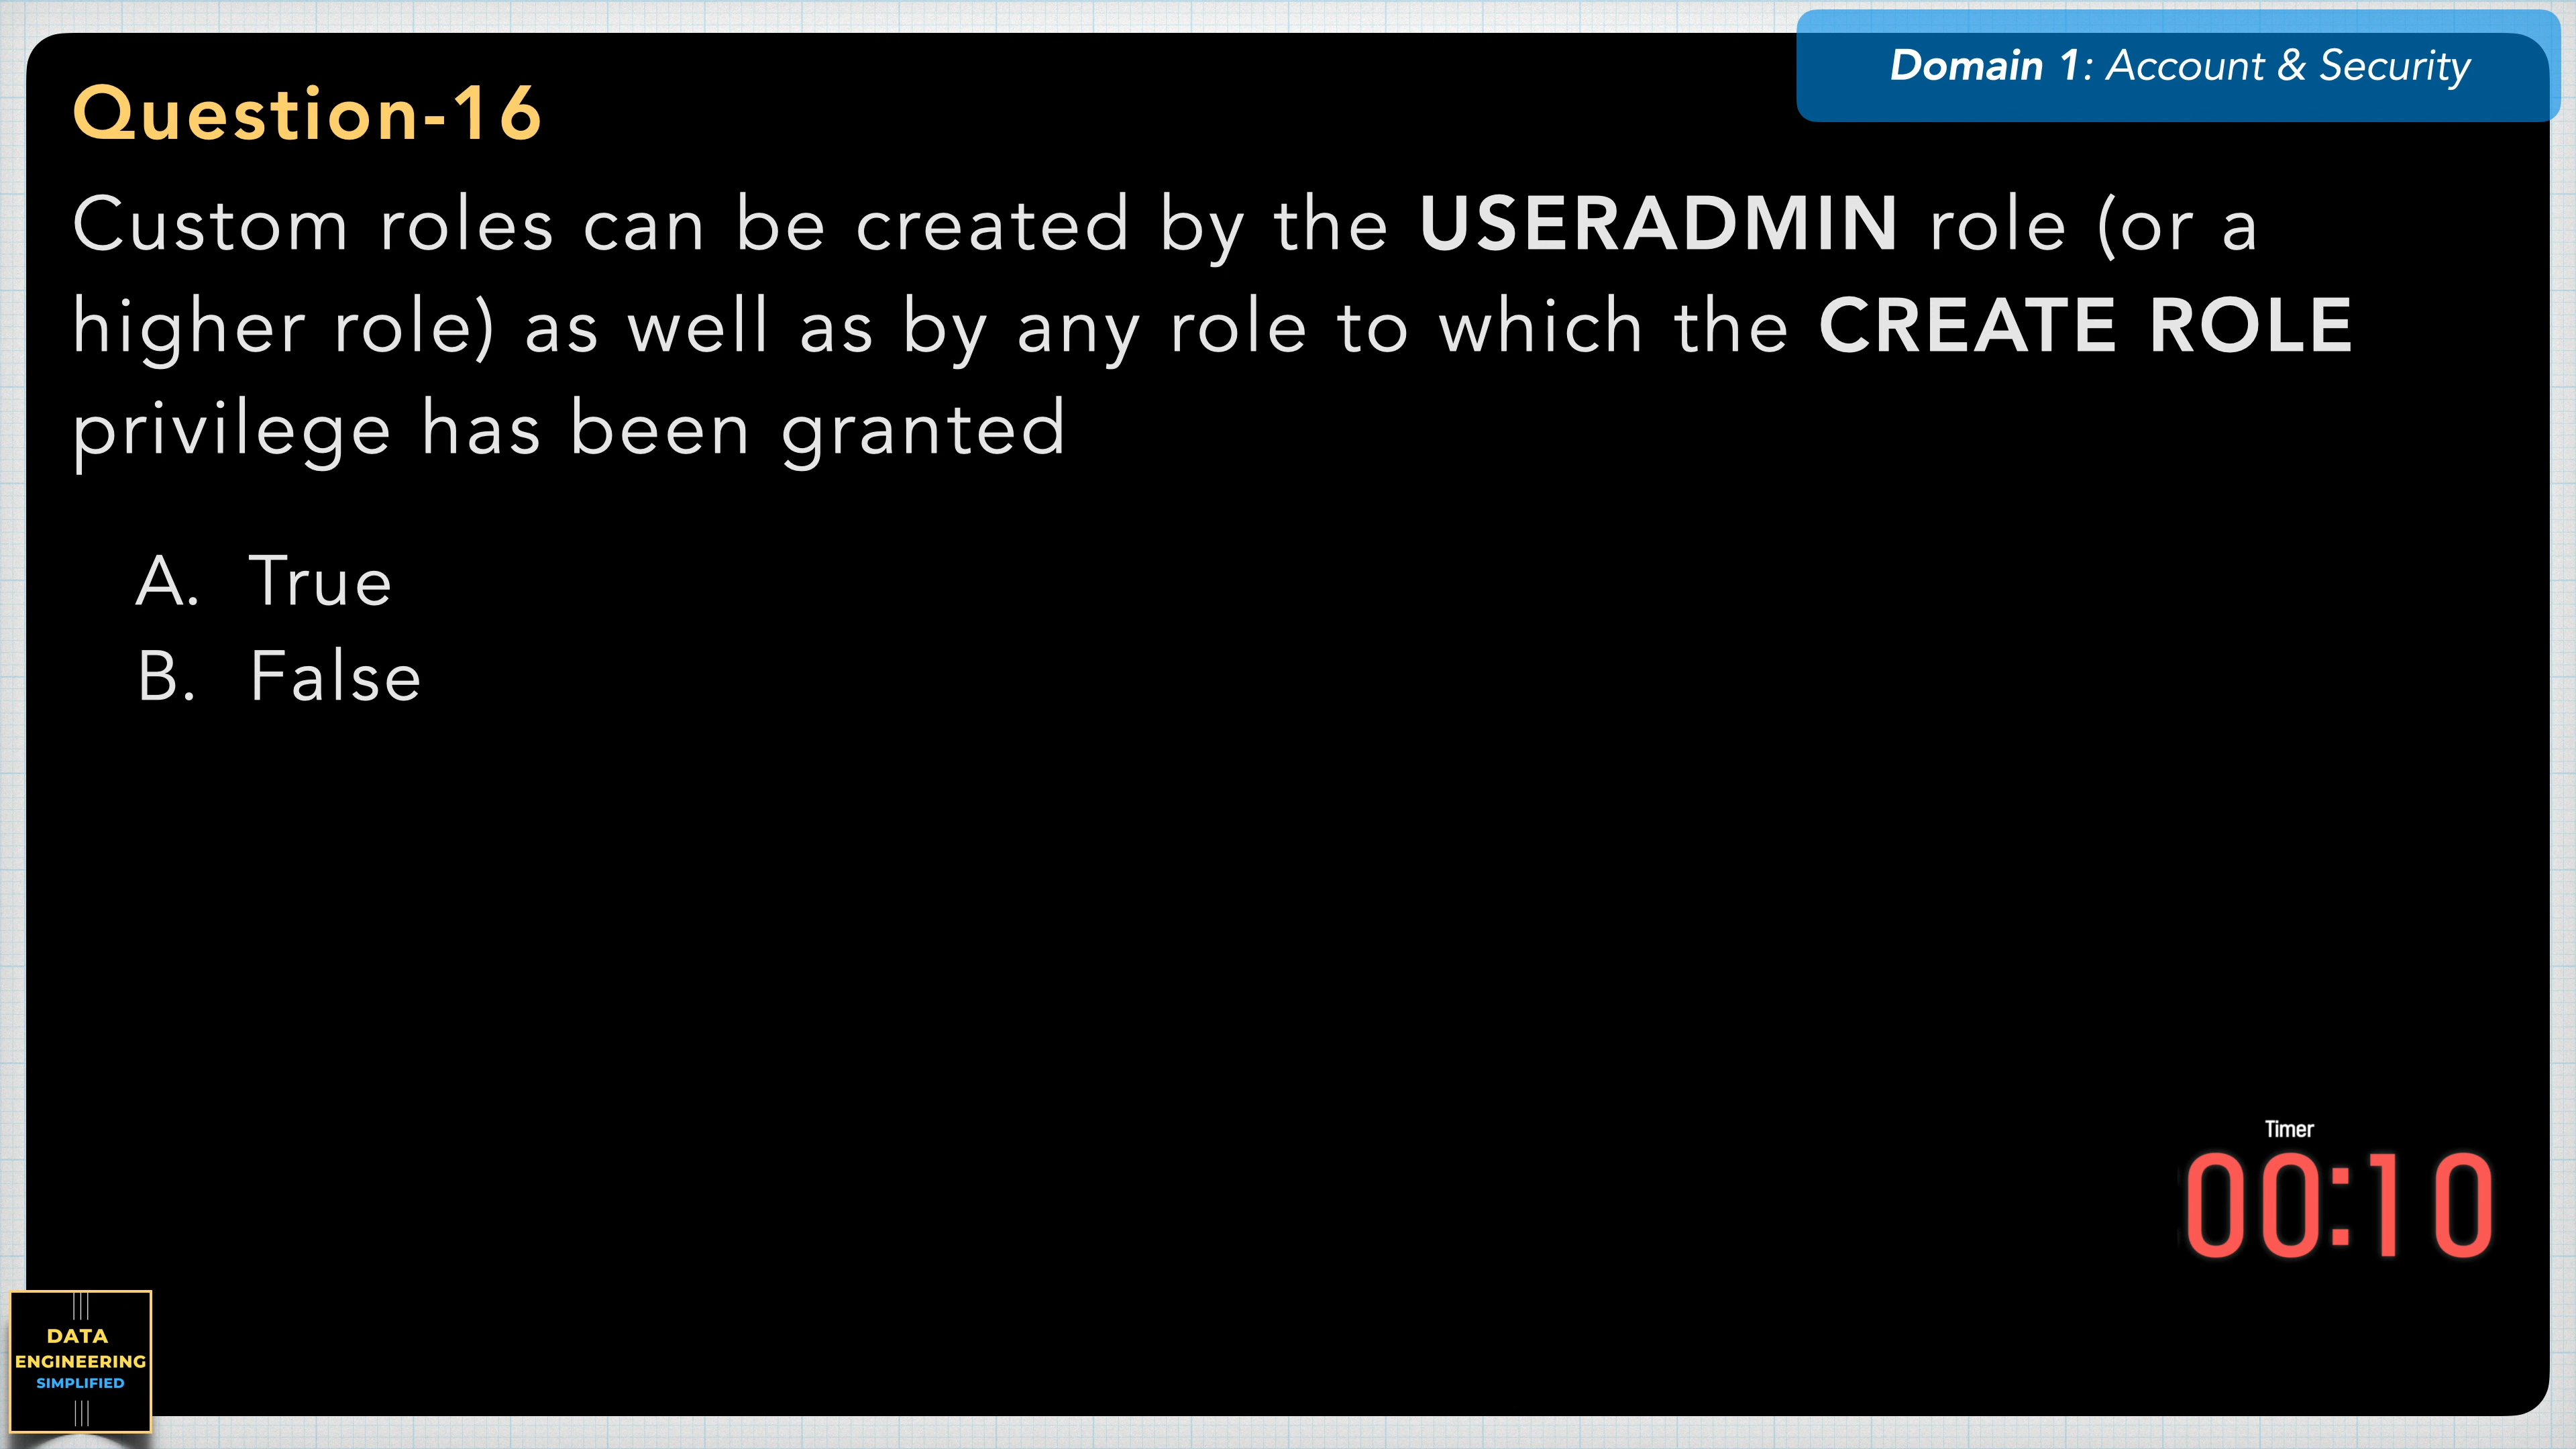 Domain 1: Account & Security
Question-16
Custom roles can be created by the USERADMIN role (or a
higher role) as well as by any role to which the CREATE ROLE
privilege has been granted
A. True
B. False
Timer
00:10
DATA
ENGINEERING
SIMPLIFIED